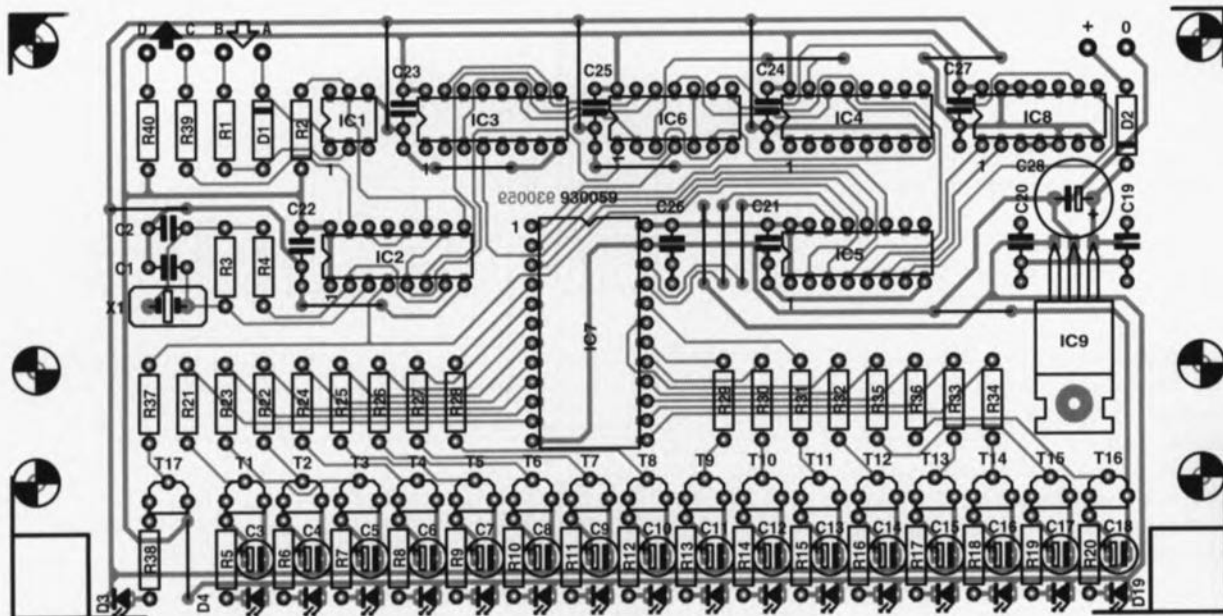 D C B A + 0
R40 R39 R1 D1 R2 C23 C25 C24 C27 D2
IC1 IC3 IC6 IC4 IC8
1 1 1 1 1
930059 930059
C28
C20 C19
C2 C22 1 C26 C21 +
R3 R4 IC2 IC5
C1
X1 1 1
IC7 IC9
R37 R21 R23 R22 R24 R25 R26 R27 R28 R29 R30 R31 R32 R35 R36 R33 R34
T17 T1 T2 T3 T4 T5 T6 T7 T8 T9 T10 T11 T12 T13 T14 T15 T16
C3 C4 C5 C6 C7 C8 C9 C10 C11 C12 C13 C14 C15 C16 C17 C18
R38 R5 R6 R7 R8 R9 R10 R11 R12 R13 R14 R15 R16 R17 R18 R19 R20
D3 D4 D19